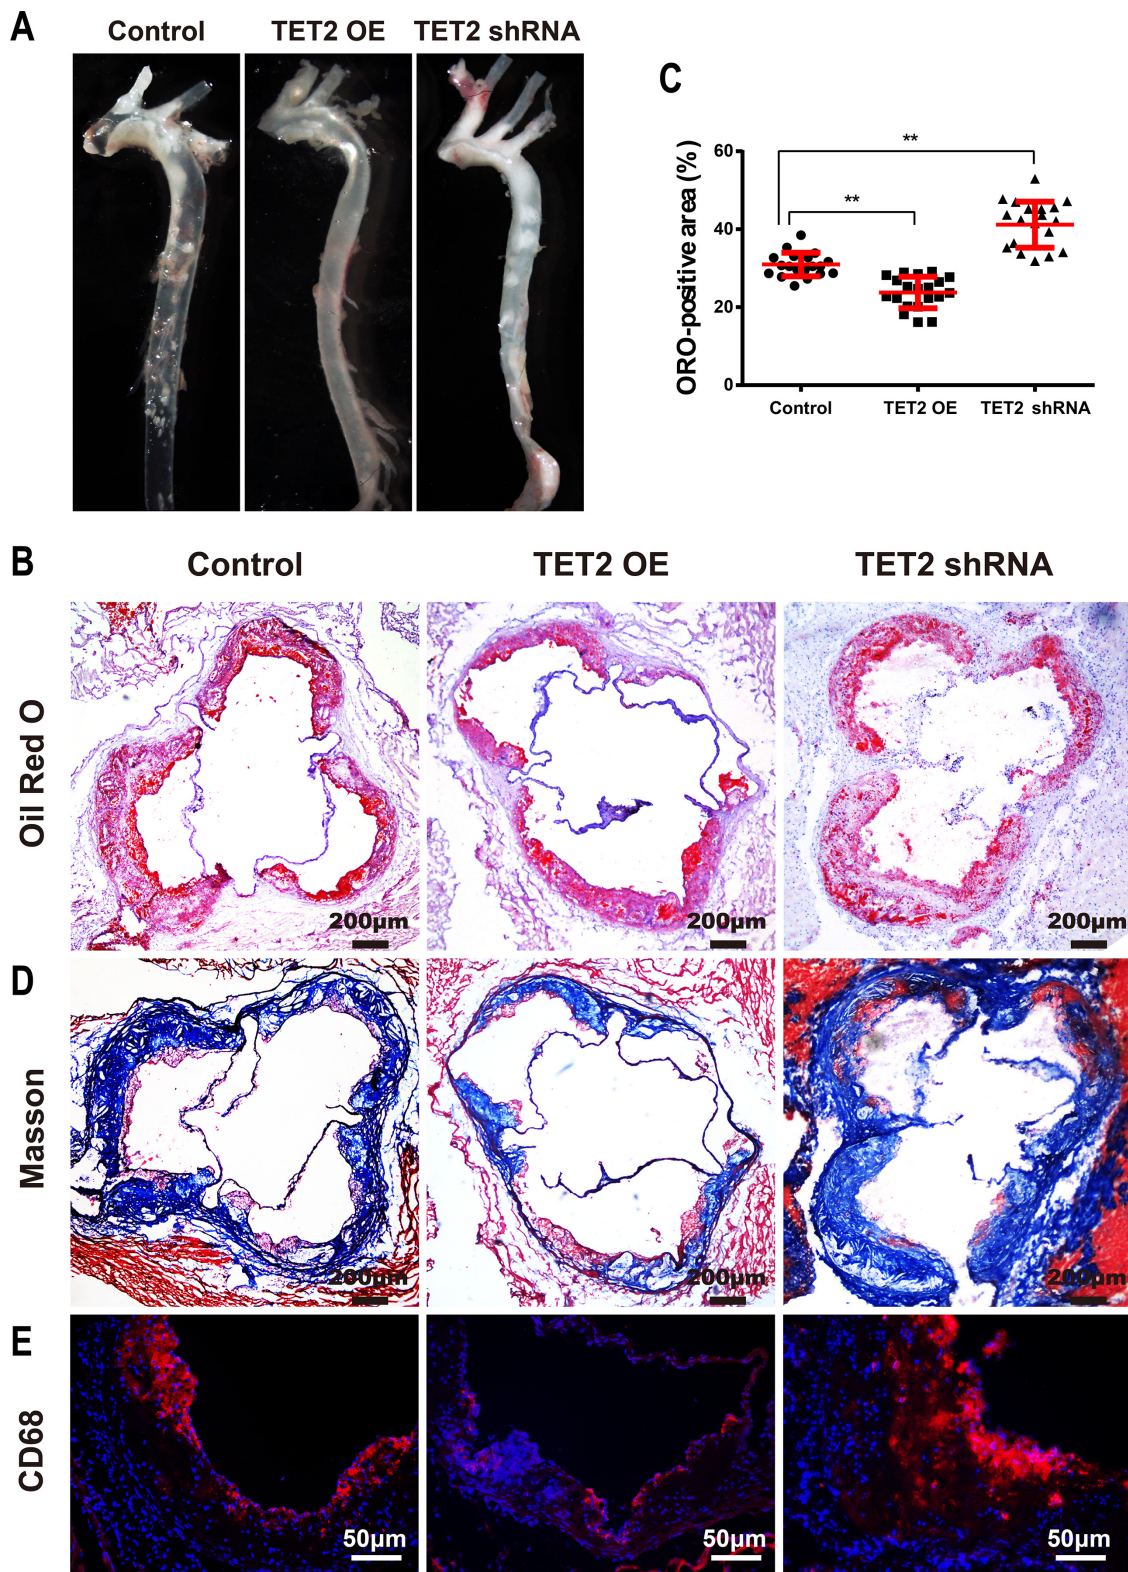 A
Control TET2 OE TET2 shRNA
C
ORO-positive area (%)
60
40
20
0
**
**
Control TET2 OE TET2 shRNA
B
Control TET2 OE TET2 shRNA
Oil Red O
200μm 200μm 200μm
D
Masson
200μm 200μm 200μm
E
CD68
50μm 50μm 50μm